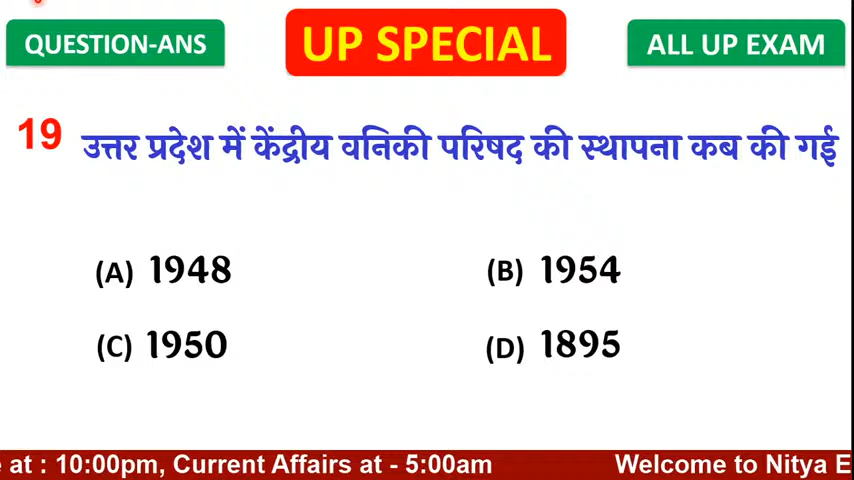 QUESTION-ANS UP SPECIAL ALL UP EXAM
19 उत्तर प्रदेश में केंद्रीय वनिकी परिषद की स्थापना कब की गई
(A) 1948 (B) 1954
(C) 1950 (D) 1895
at : 10:00pm, Current Affairs at - 5:00am Welcome to Nitya E